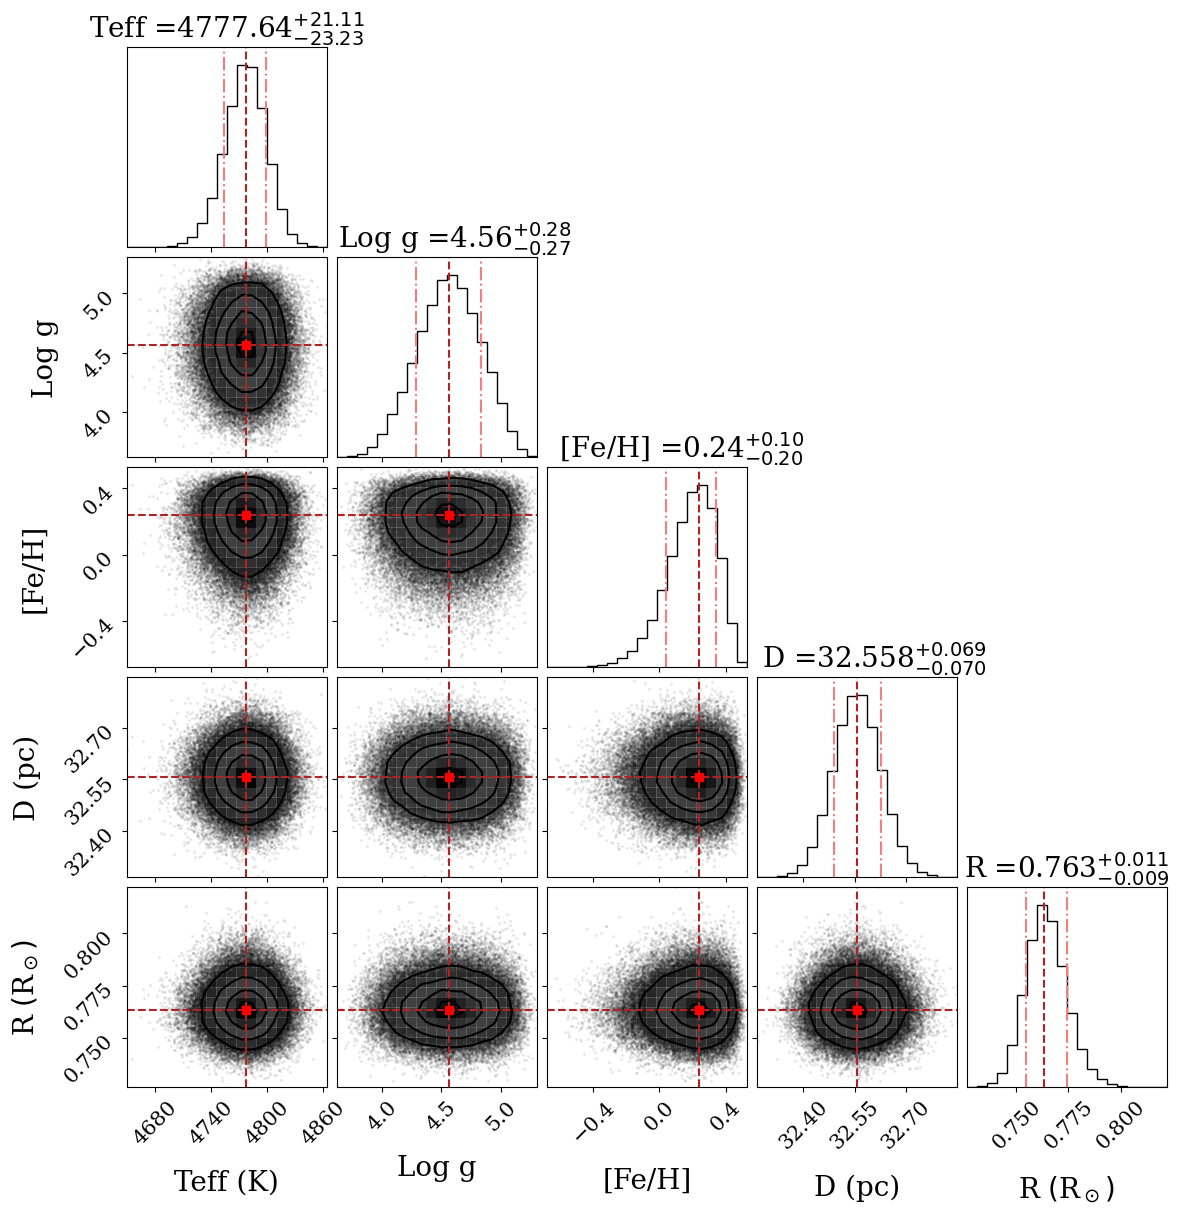 Teff =4777.64+21.11−23.23
Log g =4.56+0.28−0.27
5.0
4.5
4.0
Log g
[Fe/H] =0.24+0.10−0.20
0.4
0.0
−0.4
[Fe/H]
D =32.558+0.069−0.070
32.70
32.55
32.40
D (pc)
R =0.763+0.011−0.009
0.800
0.775
0.750
R (R⊙)
4680 4740 4800 4860 4.0 4.5 5.0 −0.4 0.0 0.4 32.40 32.55 32.70 0.750 0.775 0.800
Teff (K) Log g [Fe/H] D (pc) R (R⊙)